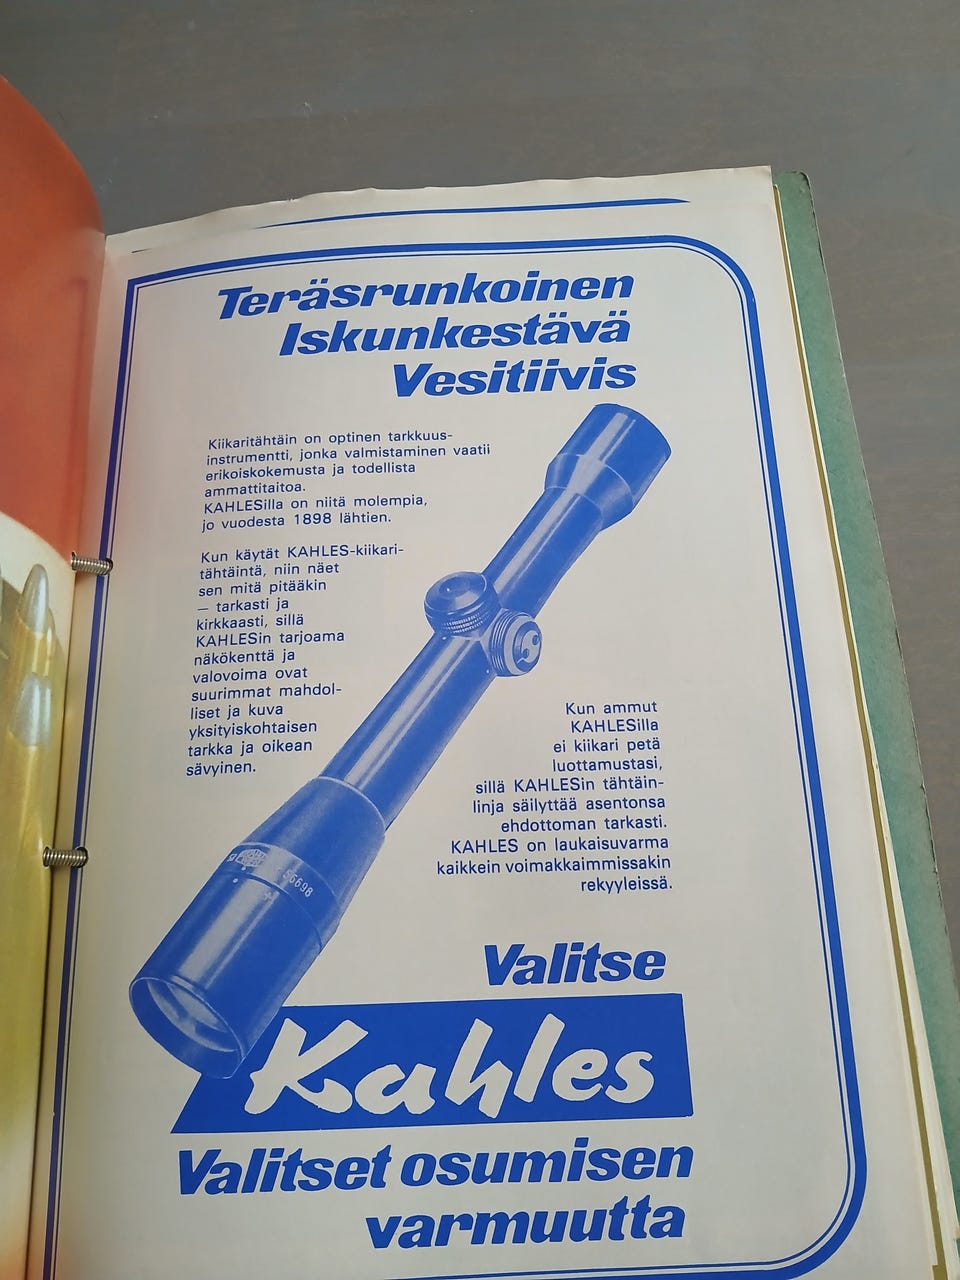 Teräsrunkoinen
Iskunkestävä
Vesitiivis
Kiikaritähtäin on optinen tarkkuus-
instrumentti, jonka valmistaminen vaatii
erikoiskokemusta ja todellista
ammattitaitoa.
KAHLESilla on niitä molempia,
jo vuodesta 1898 lähtien.
Kun käytät KAHLES-kiikari-
tähtäintä, niin näet
sen mitä pitääkin
— tarkasti ja
kirkkaasti, sillä
KAHLESin tarjoama
näkökenttä ja
valovoima ovat
suurimmat mahdol-
liset ja kuva
yksityiskohtaisen
tarkka ja oikean
sävyinen.
Kun ammut
KAHLESilla
ei kiikari petä
luottamustasi,
sillä KAHLESin tähtäin-
linja säilyttää asentonsa
ehdottoman tarkasti.
KAHLES on laukaisuvarma
kaikkein voimakkaimmissakin
rekyyleissä.
56698
Valitse
Kahles
Valitset osumisen
varmuutta